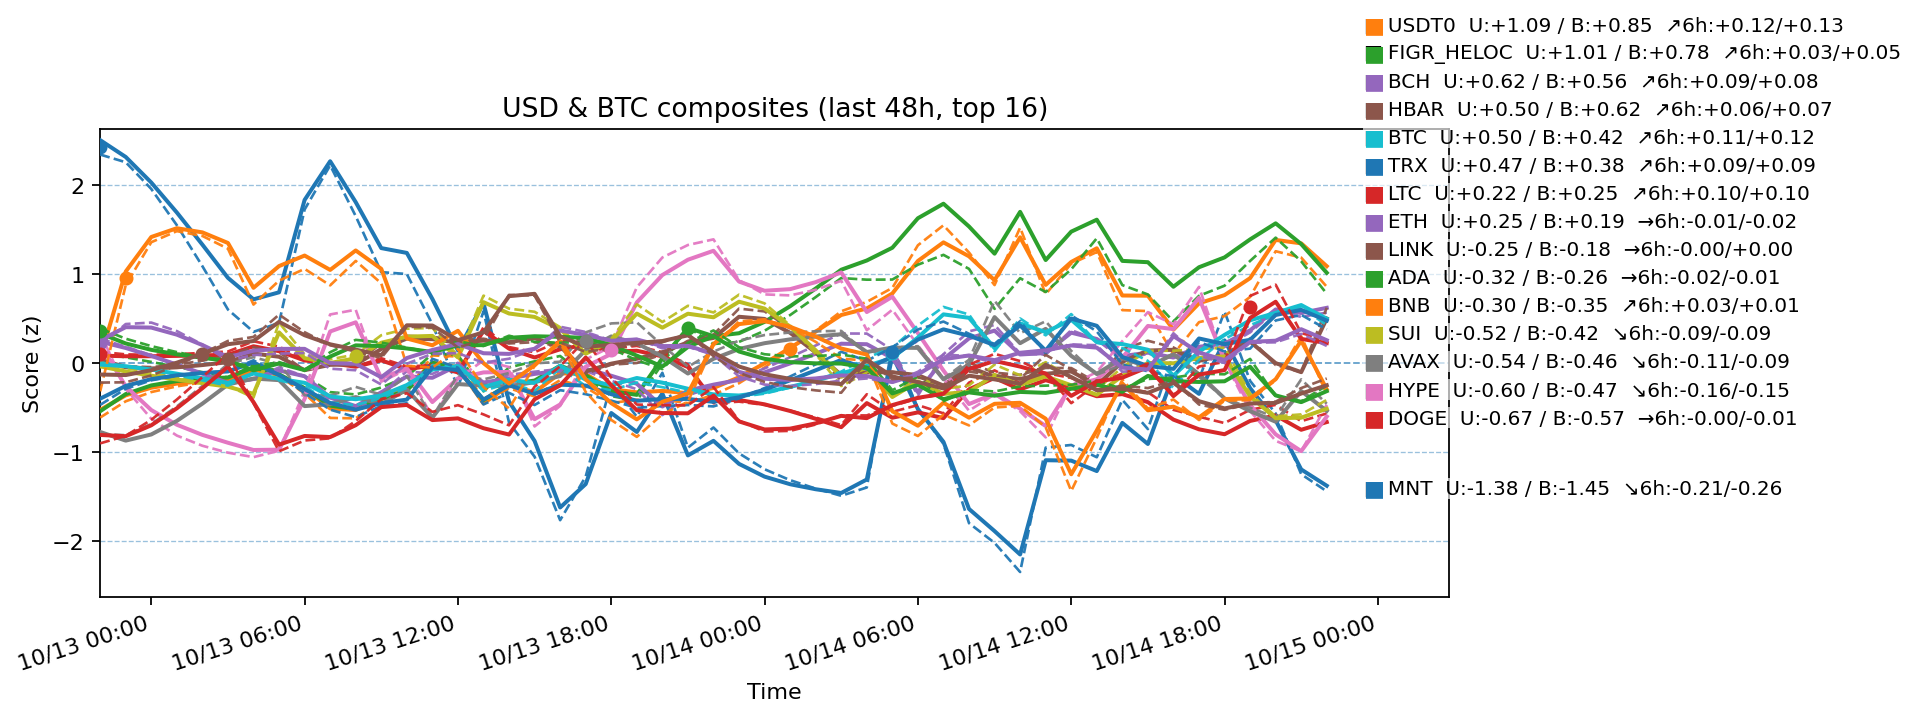 USDT0 U:+1.09 / B:+0.85 ↗6h:+0.12/+0.13
FIGR_HELOC U:+1.01 / B:+0.78 ↗6h:+0.03/+0.05
BCH U:+0.62 / B:+0.56 ↗6h:+0.09/+0.08
USD & BTC composites (last 48h, top 16)
HBAR U:+0.50 / B:+0.62 ↗6h:+0.06/+0.07
BTC U:+0.50 / B:+0.42 ↗6h:+0.11/+0.12
TRX U:+0.47 / B:+0.38 ↗6h:+0.09/+0.09
LTC U:+0.22 / B:+0.25 ↗6h:+0.10/+0.10
ETH U:+0.25 / B:+0.19 →6h:-0.01/-0.02
LINK U:-0.25 / B:-0.18 →6h:-0.00/+0.00
ADA U:-0.32 / B:-0.26 →6h:-0.02/-0.01
BNB U:-0.30 / B:-0.35 ↗6h:+0.03/+0.01
SUI U:-0.52 / B:-0.42 ↘6h:-0.09/-0.09
AVAX U:-0.54 / B:-0.46 ↘6h:-0.11/-0.09
HYPE U:-0.60 / B:-0.47 ↘6h:-0.16/-0.15
DOGE U:-0.67 / B:-0.57 →6h:-0.00/-0.01
MNT U:-1.38 / B:-1.45 ↘6h:-0.21/-0.26
Score (z)
2
1
0
−1
−2
10/13 00:00
10/13 06:00
10/13 12:00
10/13 18:00
10/14 00:00
10/14 06:00
10/14 12:00
10/14 18:00
10/15 00:00
Time